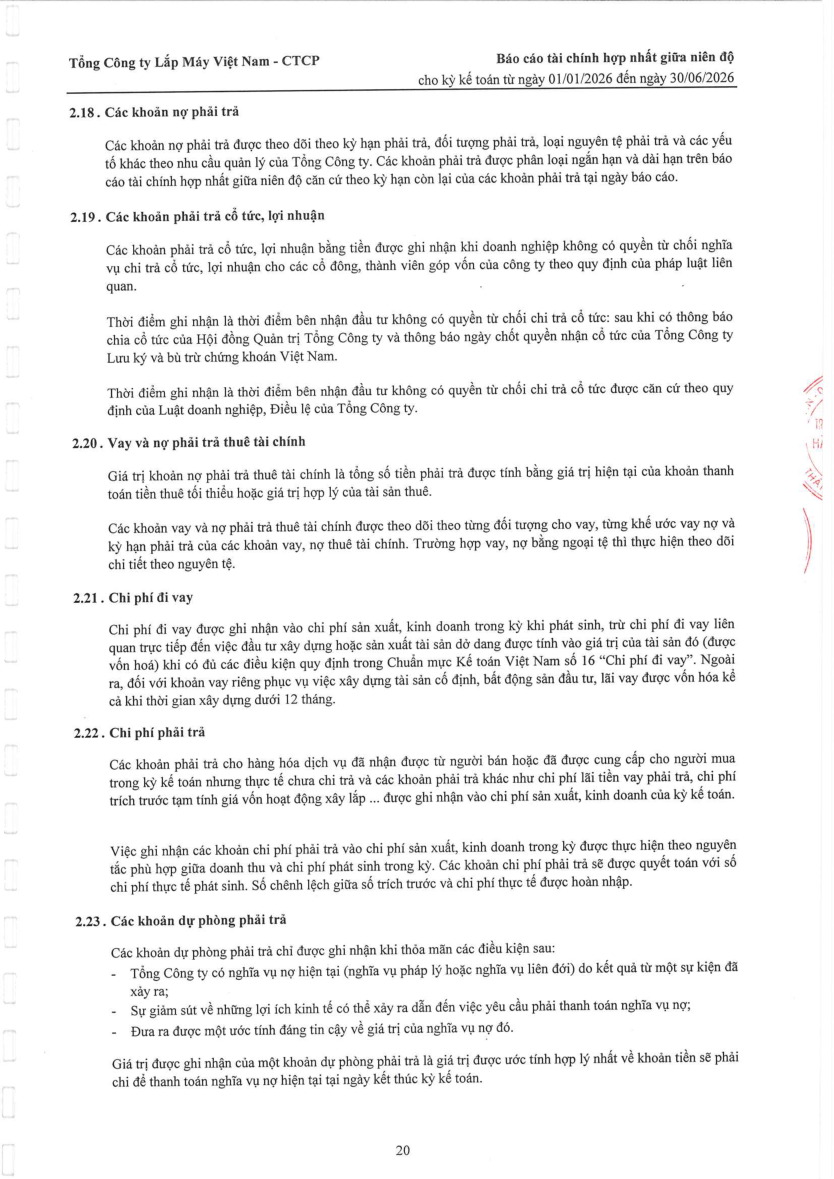 Tổng Công ty Lắp Máy Việt Nam - CTCP
Báo cáo tài chính hợp nhất giữa niên độ
cho kỳ kế toán từ ngày 01/01/2026 đến ngày 30/06/2026
2.18 . Các khoản nợ phải trả
Các khoản nợ phải trả được theo dõi theo kỳ hạn phải trả, đối tượng phải trả, loại nguyên tệ phải trả và các yếu
tố khác theo nhu cầu quản lý của Tổng Công ty. Các khoản phải trả được phân loại ngắn hạn và dài hạn trên báo
cáo tài chính hợp nhất giữa niên độ căn cứ theo kỳ hạn còn lại của các khoản phải trả tại ngày báo cáo.
2.19 . Các khoản phải trả cổ tức, lợi nhuận
Các khoản phải trả cổ tức, lợi nhuận bằng tiền được ghi nhận khi doanh nghiệp không có quyền từ chối nghĩa
vụ chi trả cổ tức, lợi nhuận cho các cổ đông, thành viên góp vốn của công ty theo quy định của pháp luật liên
quan.
Thời điểm ghi nhận là thời điểm bên nhận đầu tư không có quyền từ chối chi trả cổ tức: sau khi có thông báo
chia cổ tức của Hội đồng Quản trị Tổng Công ty và thông báo ngày chốt quyền nhận cổ tức của Tổng Công ty
Lưu ký và bù trừ chứng khoán Việt Nam.
Thời điểm ghi nhận là thời điểm bên nhận đầu tư không có quyền từ chối chi trả cổ tức được căn cứ theo quy
định của Luật doanh nghiệp, Điều lệ của Tổng Công ty.
2.20 . Vay và nợ phải trả thuê tài chính
Giá trị khoản nợ phải trả thuê tài chính là tổng số tiền phải trả được tính bằng giá trị hiện tại của khoản thanh
toán tiền thuê tối thiểu hoặc giá trị hợp lý của tài sản thuê.
Các khoản vay và nợ phải trả thuê tài chính được theo dõi theo từng đối tượng cho vay, từng khế ước vay nợ và
kỳ hạn phải trả của các khoản vay, nợ thuê tài chính. Trường hợp vay, nợ bằng ngoại tệ thì thực hiện theo dõi
chi tiết theo nguyên tệ.
2.21 . Chi phí đi vay
Chi phí đi vay được ghi nhận vào chi phí sản xuất, kinh doanh trong kỳ khi phát sinh, trừ chi phí đi vay liên
quan trực tiếp đến việc đầu tư xây dựng hoặc sản xuất tài sản dở dang được tính vào giá trị của tài sản đó (được
vốn hoá) khi có đủ các điều kiện quy định trong Chuẩn mực Kế toán Việt Nam số 16 “Chi phí đi vay”. Ngoài
ra, đối với khoản vay riêng phục vụ việc xây dựng tài sản cố định, bất động sản đầu tư, lãi vay được vốn hóa kể
cả khi thời gian xây dựng dưới 12 tháng.
2.22 . Chi phí phải trả
Các khoản phải trả cho hàng hóa dịch vụ đã nhận được từ người bán hoặc đã được cung cấp cho người mua
trong kỳ kế toán nhưng thực tế chưa chi trả và các khoản phải trả khác như chi phí lãi tiền vay phải trả, chi phí
trích trước tạm tính giá vốn hoạt động xây lắp ... được ghi nhận vào chi phí sản xuất, kinh doanh của kỳ kế toán.
Việc ghi nhận các khoản chi phí phải trả vào chi phí sản xuất, kinh doanh trong kỳ được thực hiện theo nguyên
tắc phù hợp giữa doanh thu và chi phí phát sinh trong kỳ. Các khoản chi phí phải trả sẽ được quyết toán với số
chi phí thực tế phát sinh. Số chênh lệch giữa số trích trước và chi phí thực tế được hoàn nhập.
2.23 . Các khoản dự phòng phải trả
Các khoản dự phòng phải trả chỉ được ghi nhận khi thỏa mãn các điều kiện sau:
- Tổng Công ty có nghĩa vụ nợ hiện tại (nghĩa vụ pháp lý hoặc nghĩa vụ liên đới) do kết quả từ một sự kiện đã
xảy ra;
- Sự giảm sút về những lợi ích kinh tế có thể xảy ra dẫn đến việc yêu cầu phải thanh toán nghĩa vụ nợ;
- Đưa ra được một ước tính đáng tin cậy về giá trị của nghĩa vụ nợ đó.
Giá trị được ghi nhận của một khoản dự phòng phải trả là giá trị được ước tính hợp lý nhất về khoản tiền sẽ phải
chi để thanh toán nghĩa vụ nợ hiện tại tại ngày kết thúc kỳ kế toán.
20